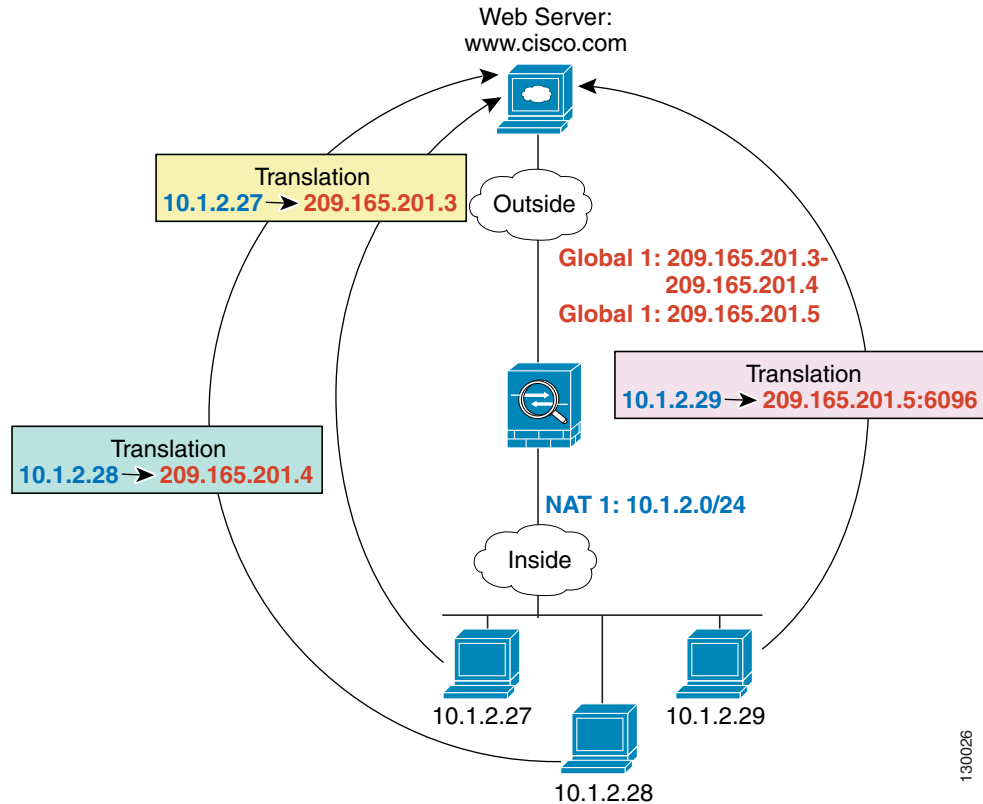 Web Server:
www.cisco.com
Translation
10.1.2.27 → 209.165.201.3
Outside
Global 1: 209.165.201.3-
209.165.201.4
Global 1: 209.165.201.5
Translation
10.1.2.29 → 209.165.201.5:6096
Translation
10.1.2.28 → 209.165.201.4
NAT 1: 10.1.2.0/24
Inside
10.1.2.27
10.1.2.29
10.1.2.28
130026